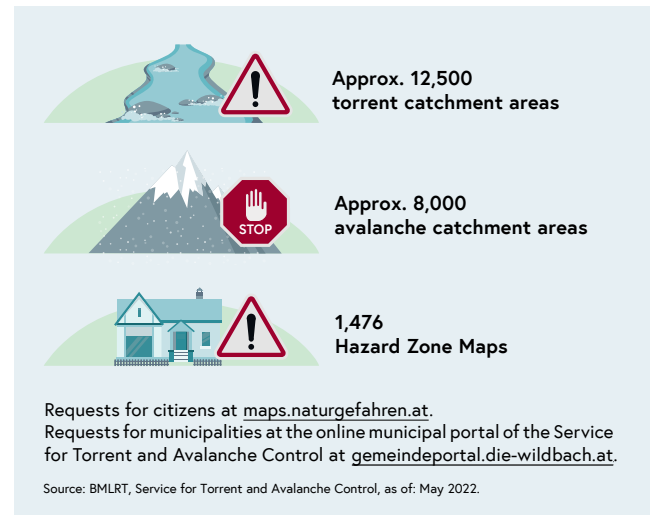 Approx. 12,500
torrent catchment areas
STOP
Approx. 8,000
avalanche catchment areas
1,476
Hazard Zone Maps
Requests for citizens at maps.naturgefahren.at.
Requests for municipalities at the online municipal portal of the Service
for Torrent and Avalanche Control at gemeindeportal.die-wildbach.at.
Source: BMLRT, Service for Torrent and Avalanche Control, as of: May 2022.